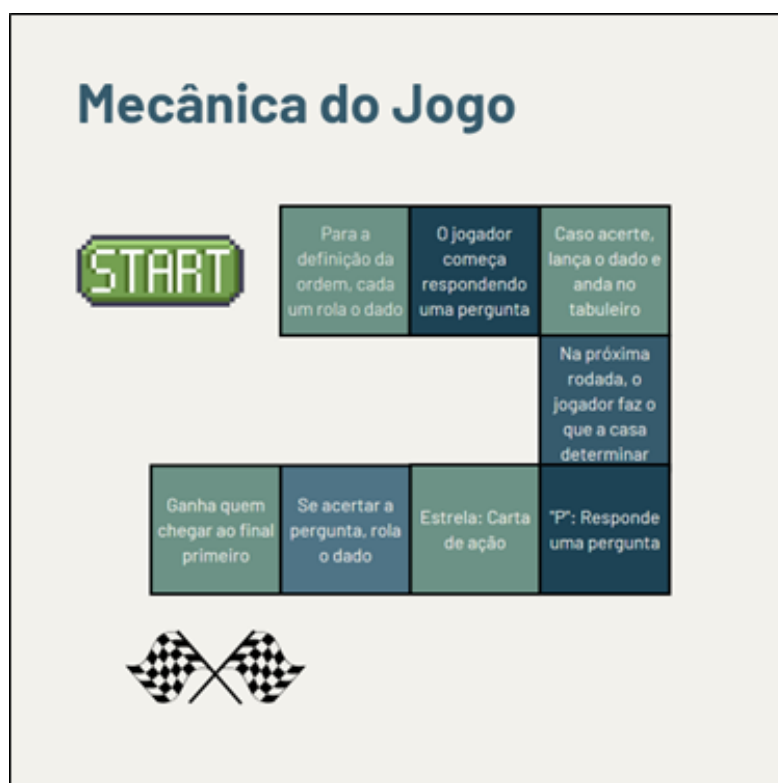 Mecânica do Jogo
START
Para a
definição da
ordem, cada
um rola o dado
O jogador
começa
respondendo
uma pergunta
Caso acerte,
lança o dado e
anda no
tabuleiro
Na próxima
rodada, o
jogador faz o
que a casa
determinar
"P": Responde
uma pergunta
Estrela: Carta
de ação
Se acertar a
pergunta, rola
o dado
Ganha quem
chegar ao final
primeiro